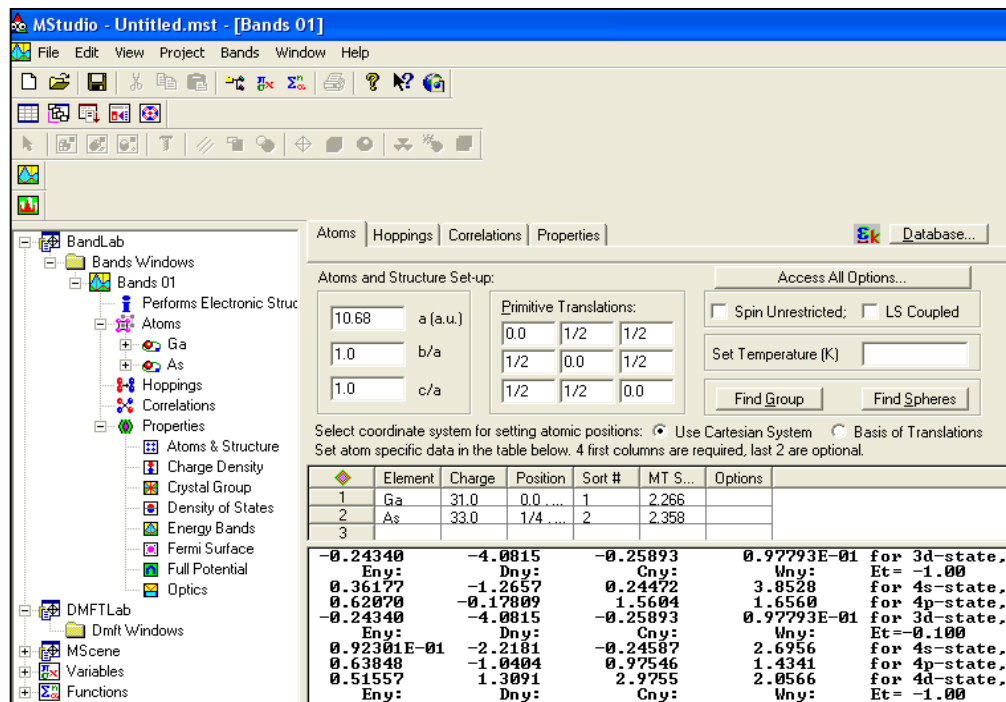 MStudio - Untitled.mst - [Bands 01]
File Edit View Project Bands Window Help
BandLab
Bands Windows
Bands 01
Performs Electronic Struc
Atoms
Ga
As
Hoppings
Correlations
Properties
Atoms & Structure
Charge Density
Crystal Group
Density of States
Energy Bands
Fermi Surface
Full Potential
Optics
DMFTLab
Dmft Windows
MScene
Variables
Functions
Atoms Hoppings Correlations Properties Database...
Atoms and Structure Set-up: Access All Options...
10.68 a (a.u.)
1.0 b/a
1.0 c/a
Primitive Translations:
0.0 1/2 1/2
1/2 0.0 1/2
1/2 1/2 0.0
Spin Unrestricted; LS Coupled
Set Temperature (K)
Find Group Find Spheres
Select coordinate system for setting atomic positions: Use Cartesian System Basis of Translations
Set atom specific data in the table below. 4 first columns are required, last 2 are optional.
Element Charge Position Sort # MT S... Options
1 Ga 31.0 0.0 .... 1 2.266
2 As 33.0 1/4 .... 2 2.358
3
-0.24340 -4.0815 -0.25893 0.97793E-01 for 3d-state,
Eny: Dny: Cny: Wny: Et= -1.00
0.36177 -1.2657 0.24472 3.8528 for 4s-state,
0.62070 -0.17809 1.5604 1.6560 for 4p-state,
-0.24340 -4.0815 -0.25893 0.97793E-01 for 3d-state,
Eny: Dny: Cny: Wny: Et=-0.100
0.92301E-01 -2.2181 -0.24587 2.6956 for 4s-state,
0.63848 -1.0404 0.97546 1.4341 for 4p-state,
0.51557 1.3091 2.9755 2.0566 for 4d-state,
Eny: Dny: Cny: Wny: Et= -1.00